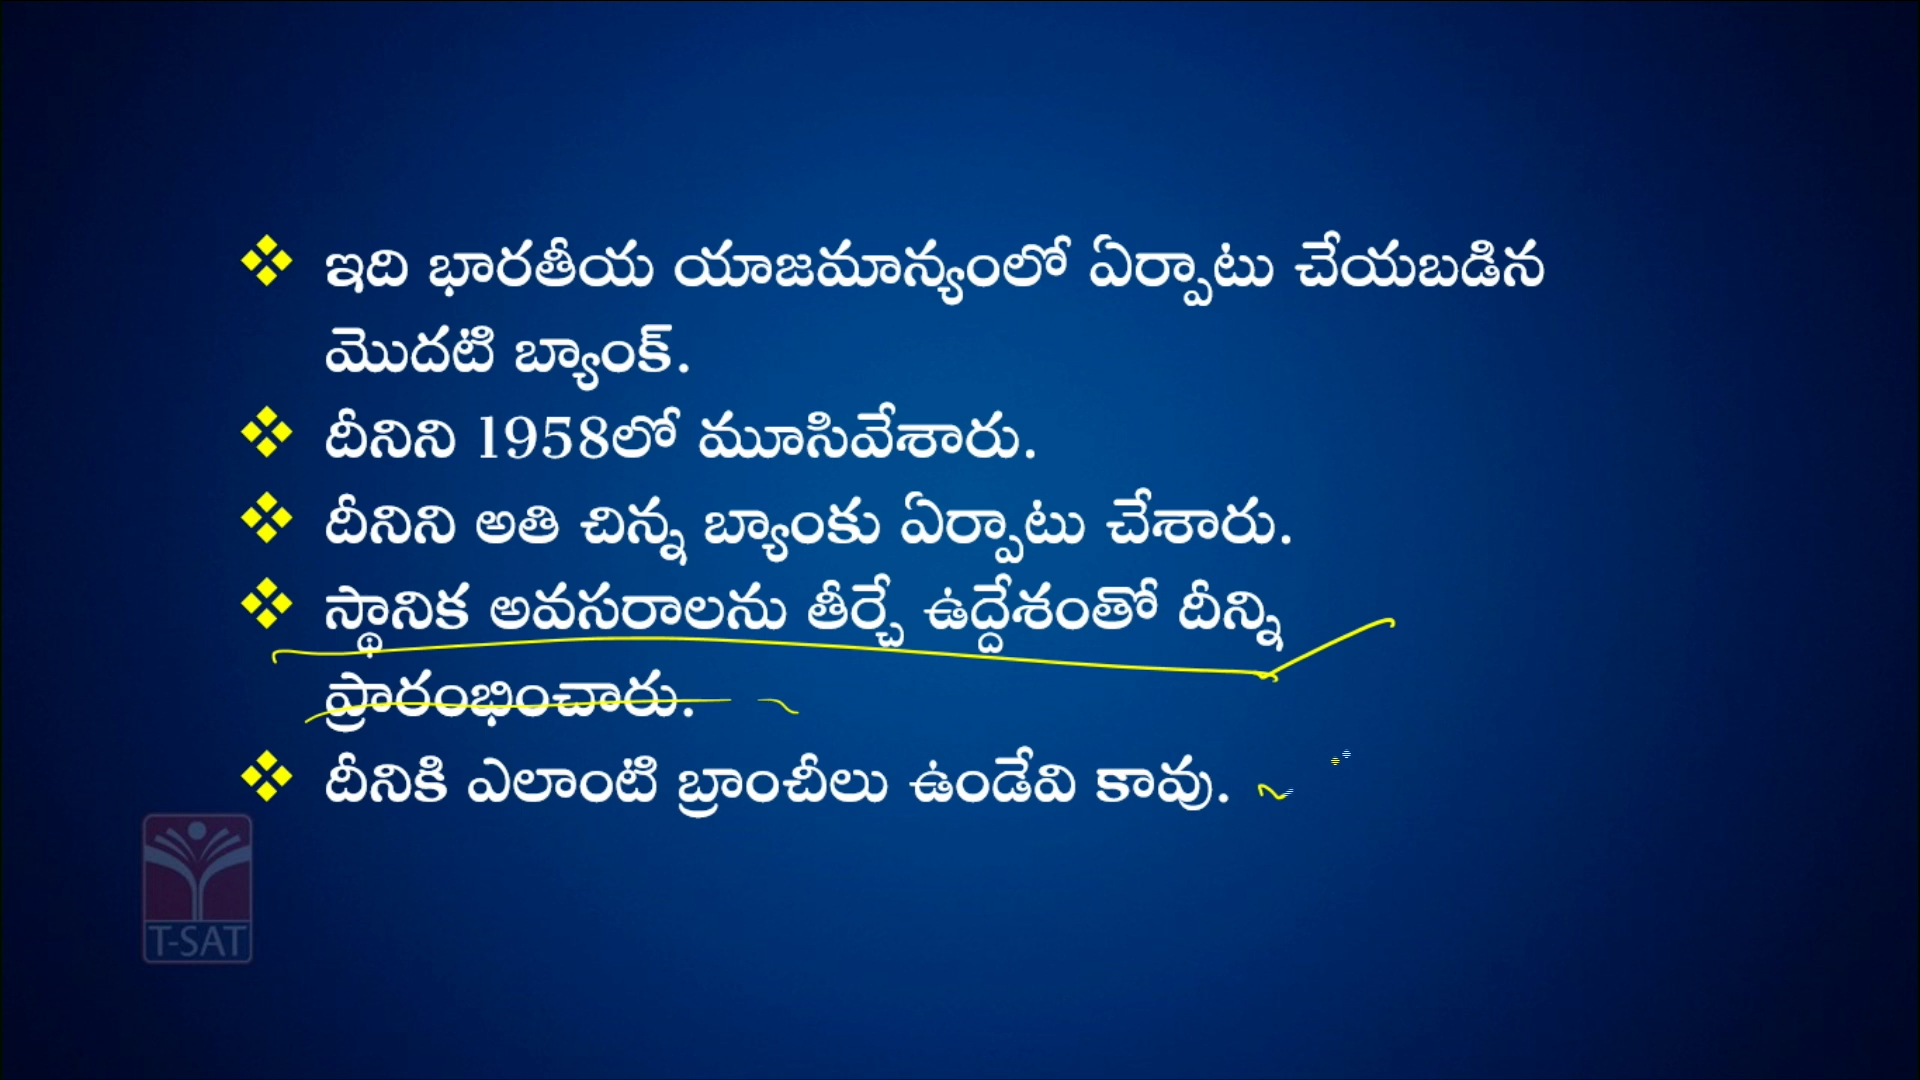 ❖ ఇది భారతీయ యాజమాన్యంలో ఏర్పాటు చేయబడిన
మొదటి బ్యాంక్.
❖ దీనిని 1958లో మూసివేశారు.
❖ దీనిని అతి చిన్న బ్యాంకు ఏర్పాటు చేశారు.
❖ స్థానిక అవసరాలను తీర్చే ఉద్దేశంతో దీన్ని
ప్రారంభించారు.
❖ దీనికి ఎలాంటి బ్రాంచీలు ఉండేవి కావు.
T-SAT